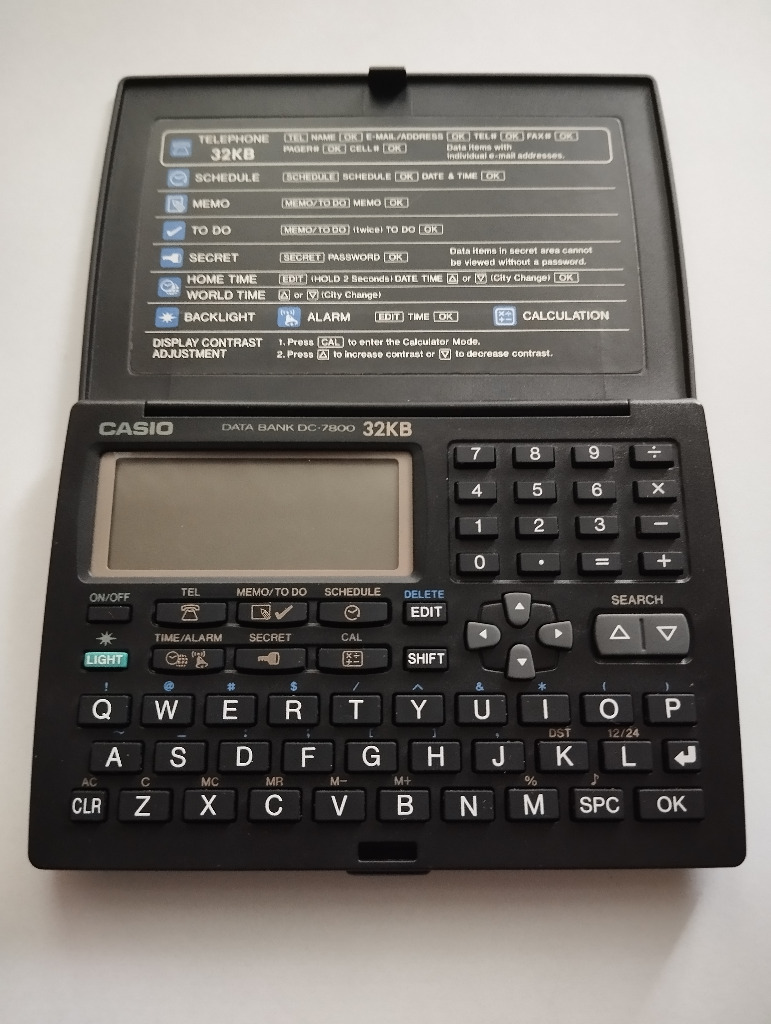 TELEPHONE 32KB TEL NAME OK E-MAIL/ADDRESS OK TEL# OK FAX# OK
PAGER# OK CELL# OK Data items with individual e-mail addresses.
SCHEDULE SCHEDULE SCHEDULE OK DATE & TIME OK
MEMO MEMO/TO DO MEMO OK
TO DO MEMO/TO DO (twice) TO DO OK
SECRET SECRET PASSWORD OK Data items in secret area cannot be viewed without a password.
HOME TIME EDIT (HOLD 2 Seconds) DATE TIME △ or ▽ (City Change) OK
WORLD TIME △ or ▽ (City Change)
BACKLIGHT ALARM EDIT TIME OK CALCULATION
DISPLAY CONTRAST ADJUSTMENT 1. Press CAL to enter the Calculator Mode.
2. Press △ to increase contrast or ▽ to decrease contrast.
CASIO DATA BANK DC-7800 32KB
7 8 9 ÷
4 5 6 ×
1 2 3 −
0 · = +
ON/OFF TEL MEMO/TO DO SCHEDULE DELETE SEARCH
EDIT
△ ▽
TIME/ALARM SECRET CAL
LIGHT SHIFT
! @ # $ / ^ & * ( )
Q W E R T Y U I O P
DST 12/24
A S D F G H J K L
AC C MC MR M− M+ % ♪
CLR Z X C V B N M SPC OK